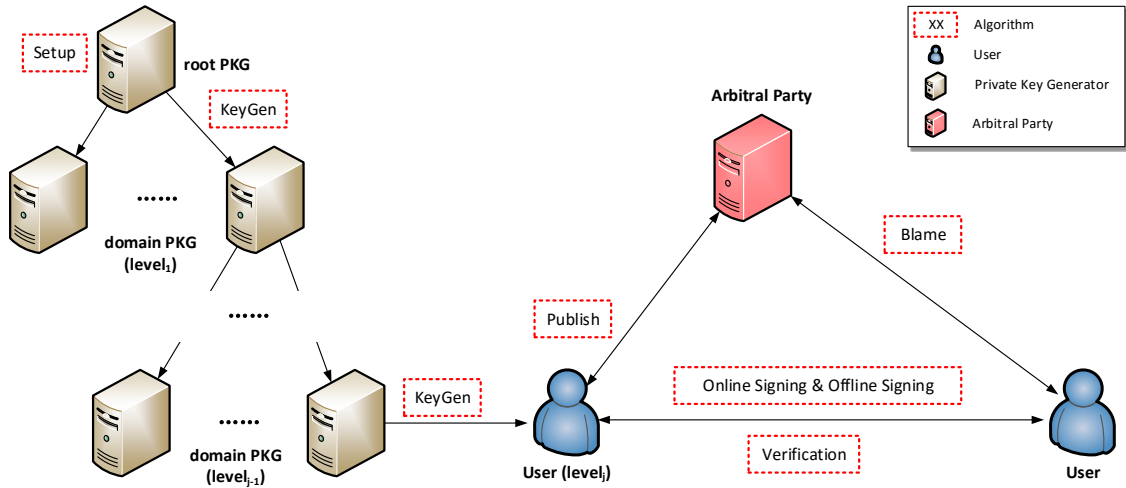 Setup
root PKG
KeyGen
......
domain PKG
(level1)
......
......
domain PKG
(levelj-1)
KeyGen
Arbitral Party
Publish
Blame
Online Signing & Offline Signing
Verification
User (levelj)
User
XX Algorithm
User
Private Key Generator
Arbitral Party